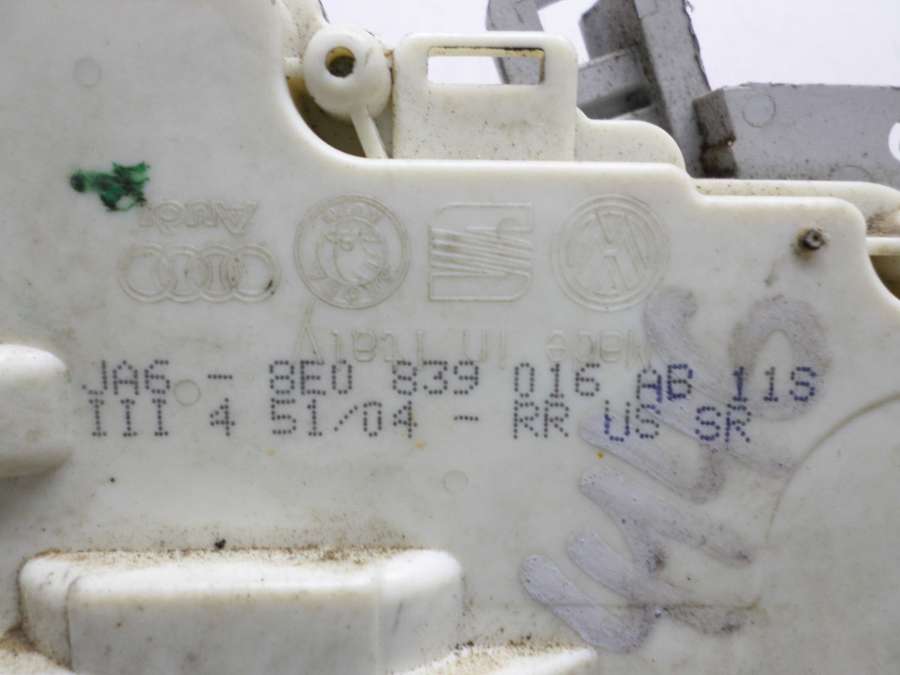 Audi
Made in Italy
JA6 - 8E0 839 016 AB 11S
III 4 51/04 - RR US SR